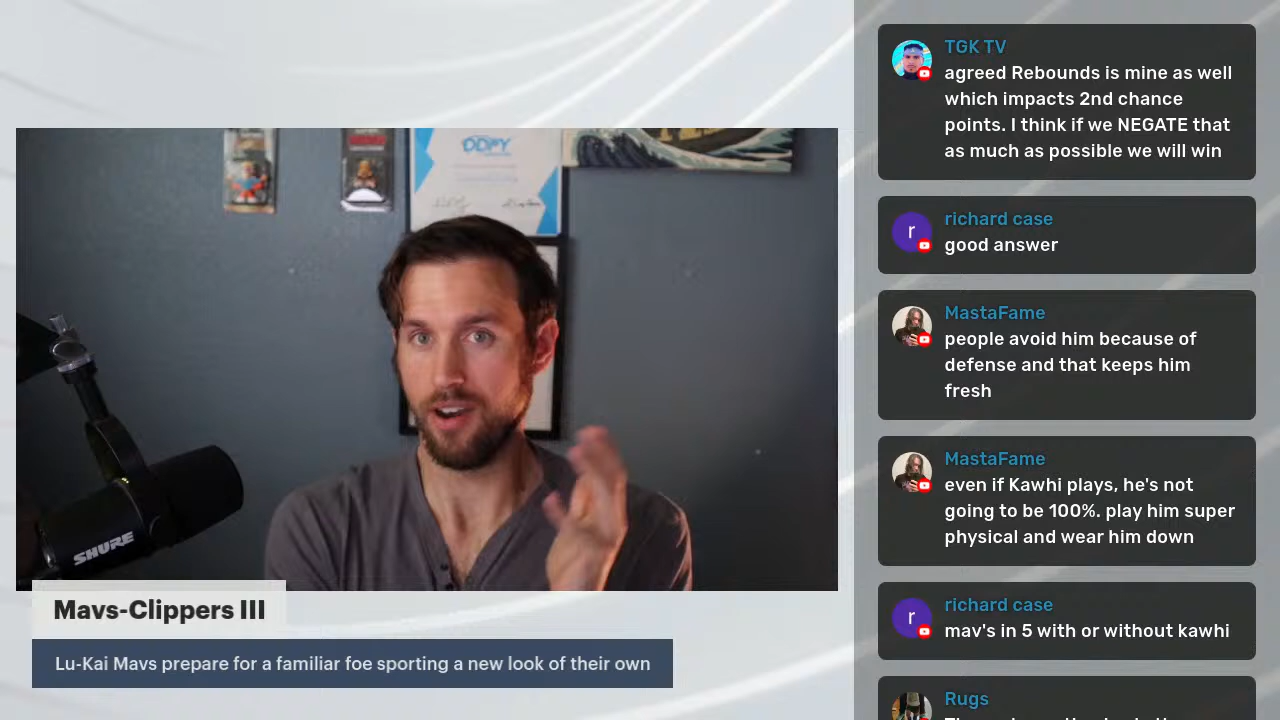 DDPY
SHURE
Mavs-Clippers III
Lu-Kai Mavs prepare for a familiar foe sporting a new look of their own
TGK TV
agreed Rebounds is mine as well
which impacts 2nd chance
points. I think if we NEGATE that
as much as possible we will win
r
richard case
good answer
MastaFame
people avoid him because of
defense and that keeps him
fresh
MastaFame
even if Kawhi plays, he's not
going to be 100%. play him super
physical and wear him down
r
richard case
mav's in 5 with or without kawhi
Rugs